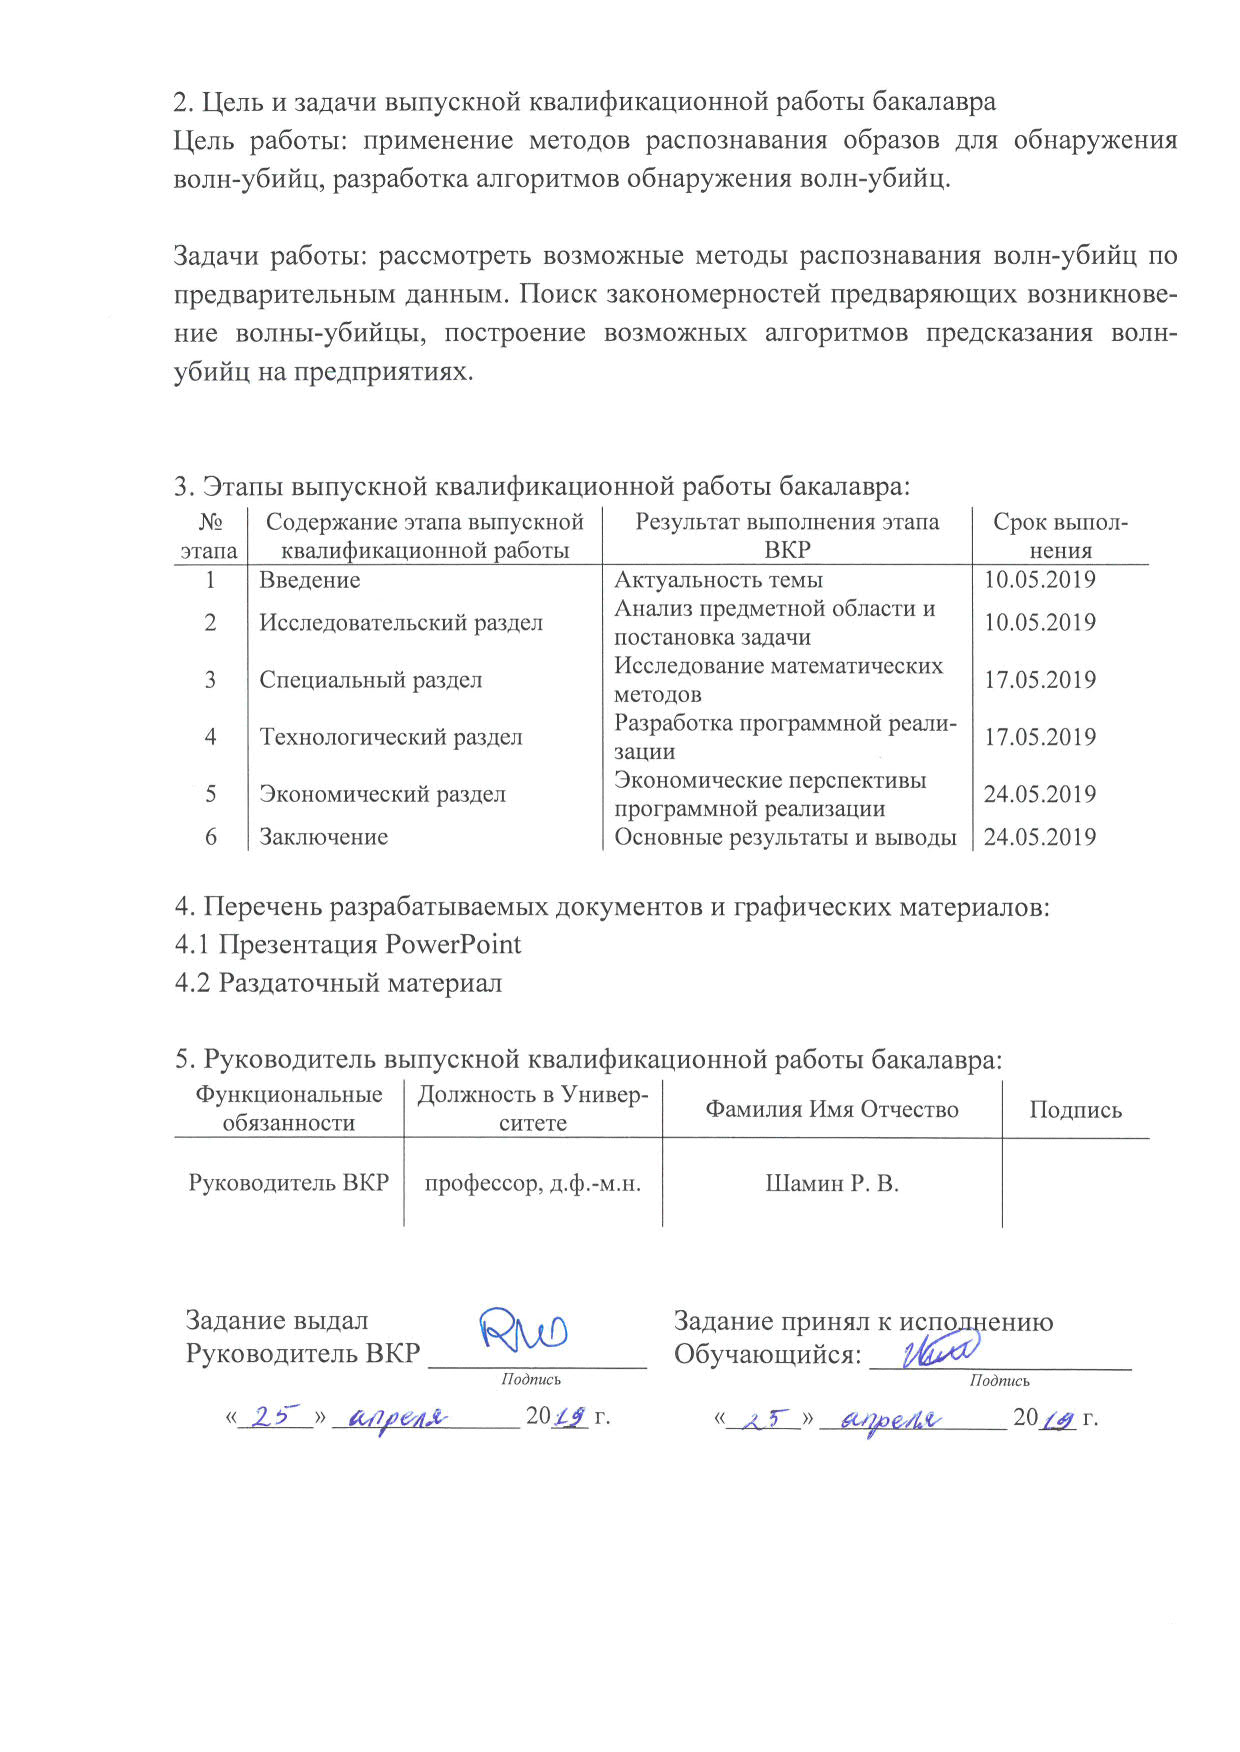 2. Цель и задачи выпускной квалификационной работы бакалавра
Цель работы: применение методов распознавания образов для обнаружения
волн-убийц, разработка алгоритмов обнаружения волн-убийц.
Задачи работы: рассмотреть возможные методы распознавания волн-убийц по
предварительным данным. Поиск закономерностей предваряющих возникнове-
ние волны-убийцы, построение возможных алгоритмов предсказания волн-
убийц на предприятиях.
3. Этапы выпускной квалификационной работы бакалавра:
№ этапа Содержание этапа выпускной квалификационной работы Результат выполнения этапа ВКР Срок выпол-нения
1 Введение Актуальность темы 10.05.2019
2 Исследовательский раздел Анализ предметной области и постановка задачи 10.05.2019
3 Специальный раздел Исследование математических методов 17.05.2019
4 Технологический раздел Разработка программной реали-зации 17.05.2019
5 Экономический раздел Экономические перспективы программной реализации 24.05.2019
6 Заключение Основные результаты и выводы 24.05.2019
4. Перечень разрабатываемых документов и графических материалов:
4.1 Презентация PowerPoint
4.2 Раздаточный материал
5. Руководитель выпускной квалификационной работы бакалавра:
Функциональные обязанности Должность в Универ-ситете Фамилия Имя Отчество Подпись
Руководитель ВКР профессор, д.ф.-м.н. Шамин Р. В.
Задание выдал Задание принял к исполнению
Руководитель ВКР Обучающийся:
Подпись Подпись
«25» апреля 2019 г. «25» апреля 2019 г.